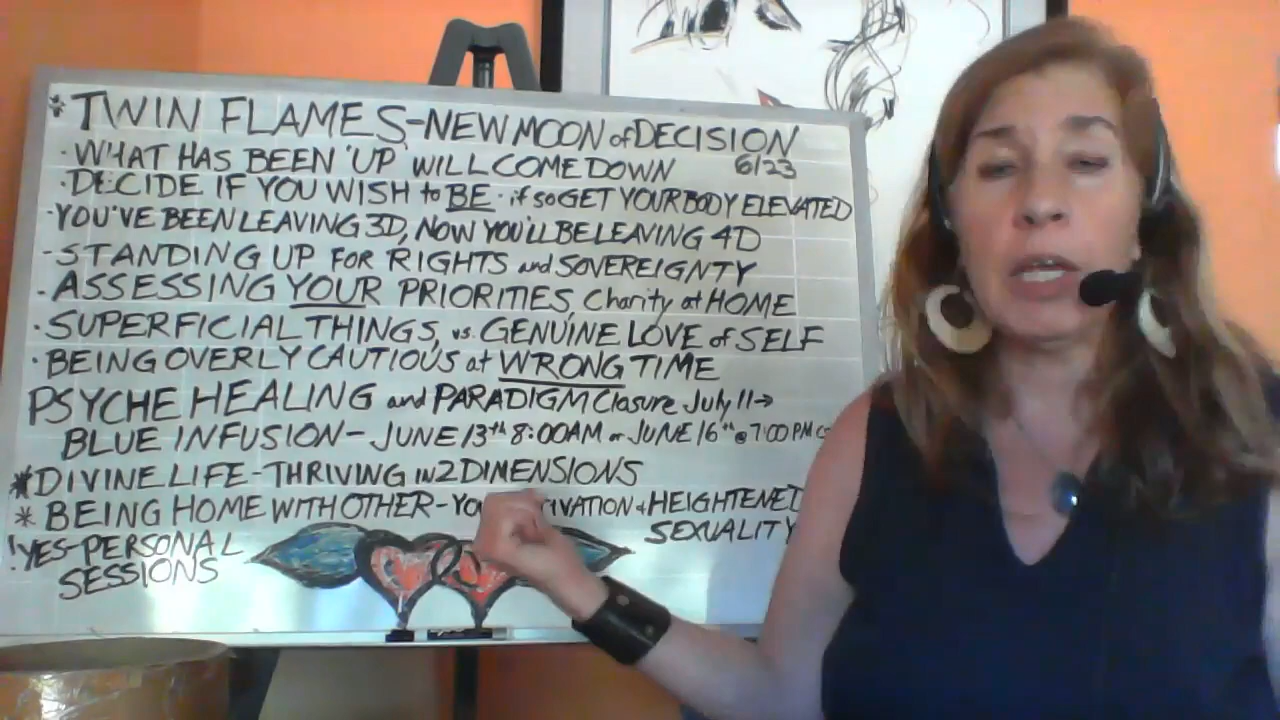 * TWIN FLAMES-NEW MOON of DECISION
6/23
· WHAT HAS BEEN 'UP' WILL COME DOWN
· DECIDE IF YOU WISH to BE - if so GET YOUR BODY ELEVATED
- YOU'VE BEEN LEAVING 3D, NOW YOU'LL BE LEAVING 4D
- STANDING UP FOR RIGHTS and SOVEREIGNTY
- ASSESSING YOUR PRIORITIES, Charity at HOME
· SUPERFICIAL THINGS, vs. GENUINE LOVE of SELF
· BEING OVERLY CAUTIOUS at WRONG TIME
PSYCHE HEALING and PARADIGM Closure July 11→
BLUE INFUSION - JUNE 13th 8:00AM or JUNE 16th @ 7:00 PM
* DIVINE LIFE - THRIVING in 2 DIMENSIONS
* BEING HOME WITH OTHER - HEIGHTENED
SEXUALITY
! YES-PERSONAL
SESSIONS